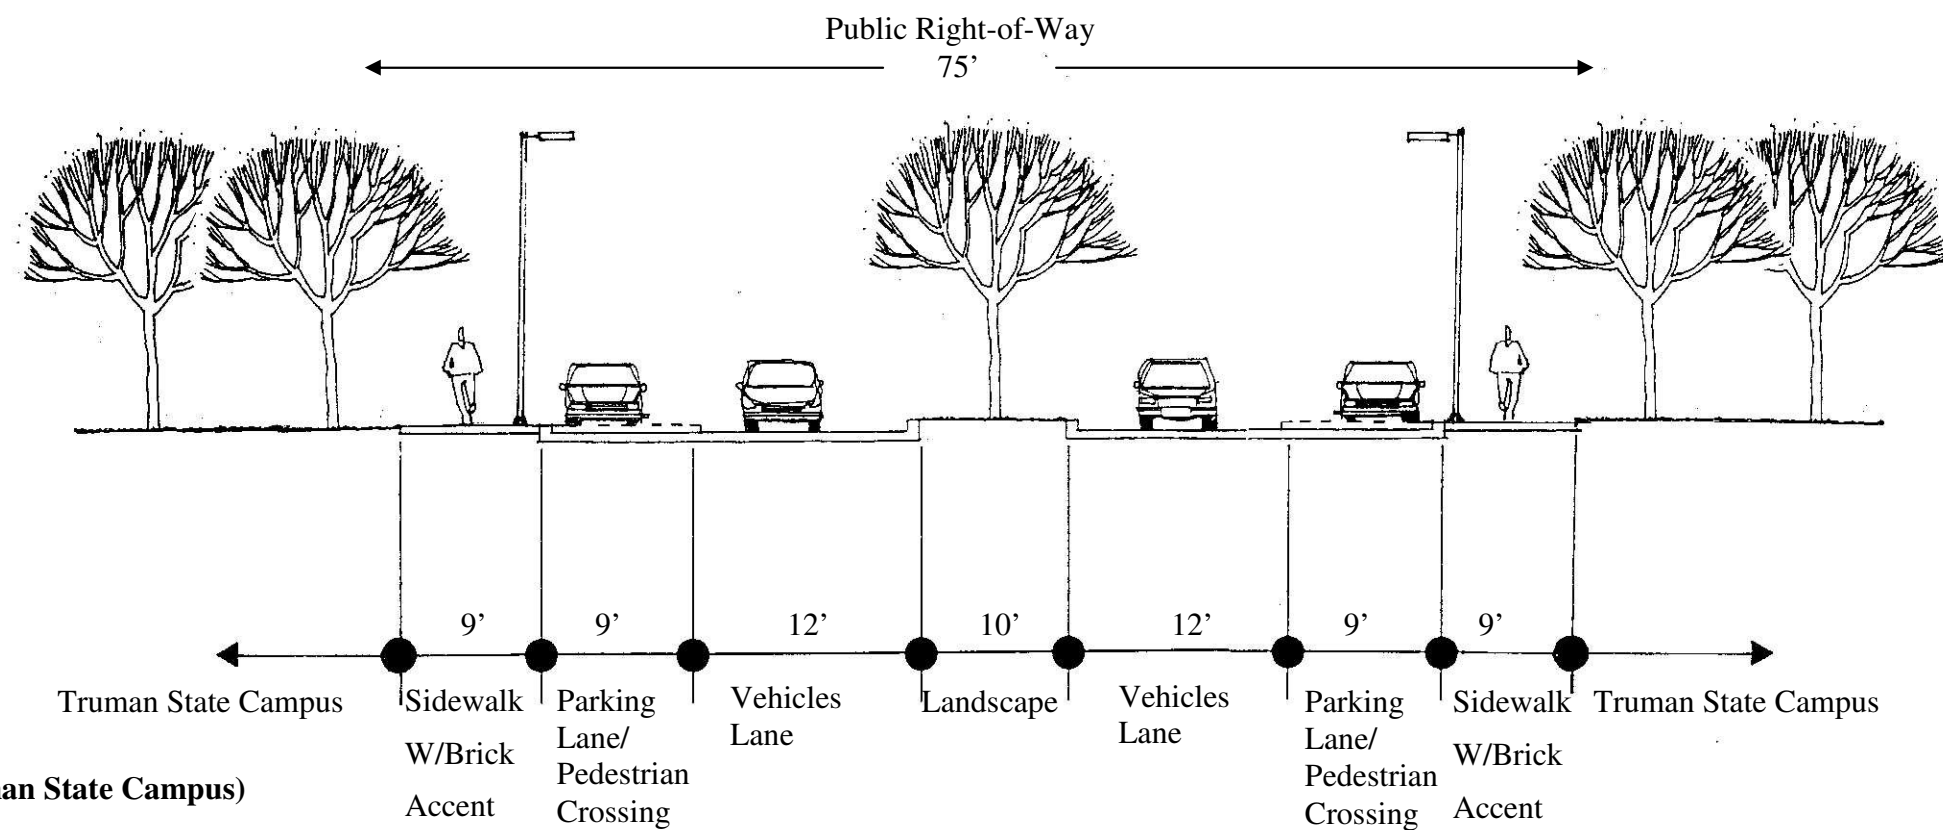 Public Right-of-Way
75’
9’ 9’ 12’ 10’ 12’ 9’ 9’
Truman State Campus
Sidewalk
W/Brick
Accent
Parking
Lane/
Pedestrian
Crossing
Vehicles
Lane
Landscape
Vehicles
Lane
Parking
Lane/
Pedestrian
Crossing
Sidewalk
W/Brick
Accent
Truman State Campus
an State Campus)